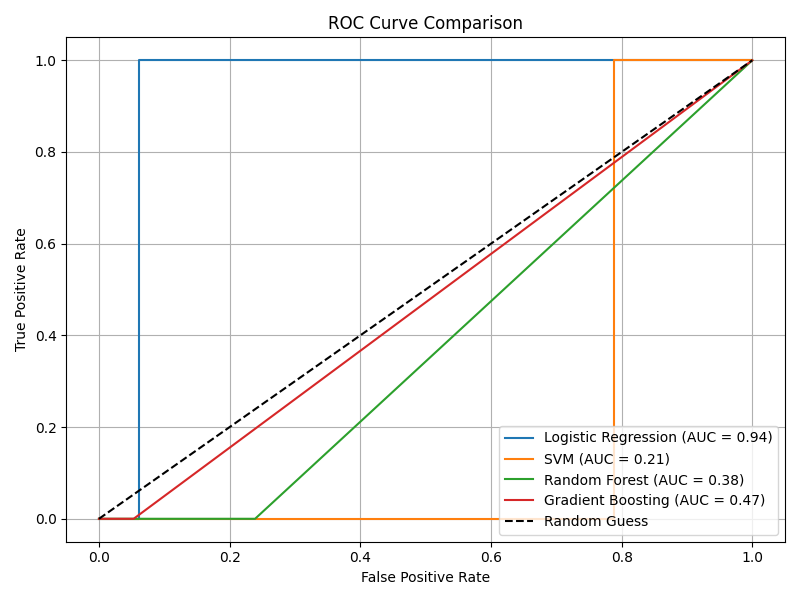 ROC Curve Comparison
True Positive Rate
1.0
0.8
0.6
0.4
0.2
0.0
Logistic Regression (AUC = 0.94)
SVM (AUC = 0.21)
Random Forest (AUC = 0.38)
Gradient Boosting (AUC = 0.47)
Random Guess
0.0 0.2 0.4 0.6 0.8 1.0
False Positive Rate